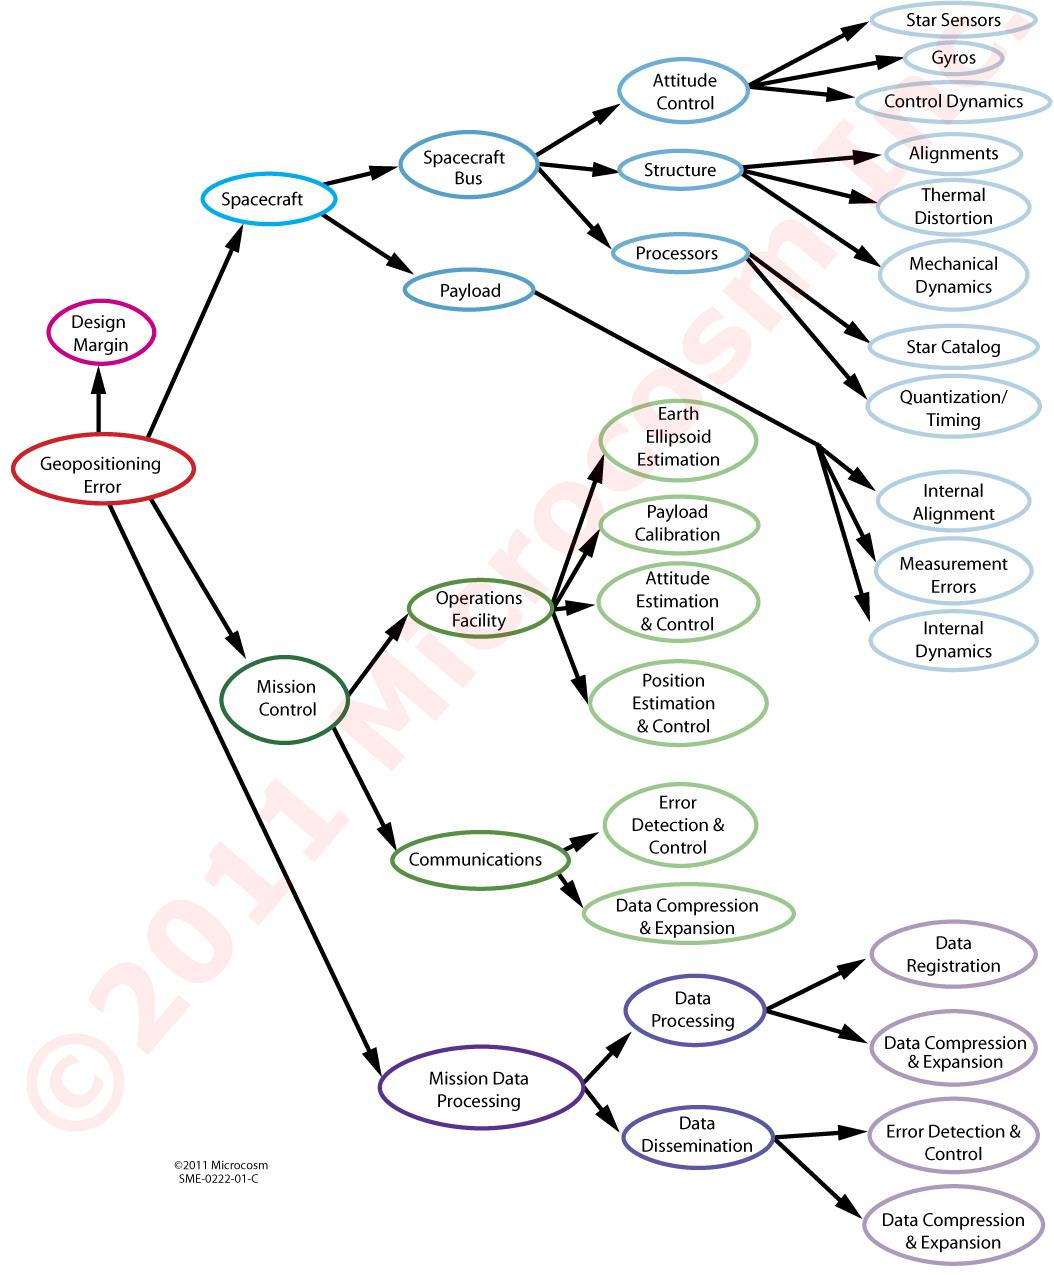 Star Sensors
Gyros
Attitude
Control
Control Dynamics
Spacecraft
Bus
Structure
Alignments
Spacecraft
Thermal
Distortion
Processors
Mechanical
Dynamics
Payload
Design
Margin
Star Catalog
Quantization/
Timing
Earth
Ellipsoid
Estimation
Geopositioning
Error
Internal
Alignment
Payload
Calibration
Measurement
Errors
Operations
Facility
Attitude
Estimation
& Control
Internal
Dynamics
Mission
Control
Position
Estimation
& Control
Error
Detection &
Control
Communications
Data Compression
& Expansion
Data
Registration
Data
Processing
Data Compression
& Expansion
Mission Data
Processing
Data
Dissemination
Error Detection &
Control
Data Compression
& Expansion
©2011 Microcosm
SME-0222-01-C
©2011 Microcosm Inc.